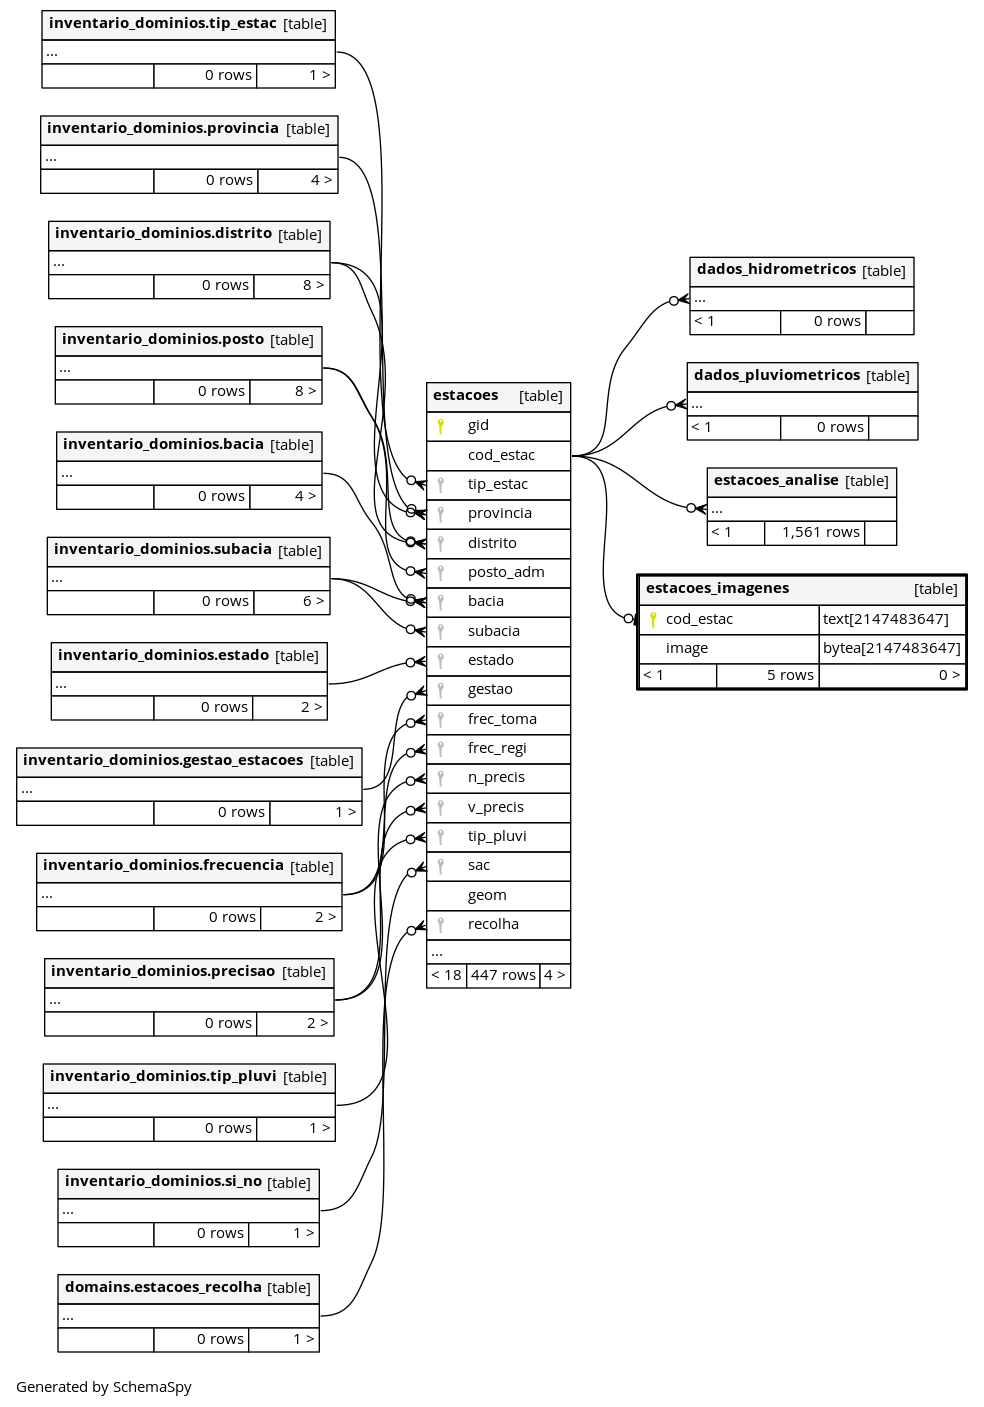 inventario_dominios.tip_estac [table]
...
0 rows 1 >
inventario_dominios.provincia [table]
...
0 rows 4 >
inventario_dominios.distrito [table]
...
0 rows 8 >
inventario_dominios.posto [table]
...
0 rows 8 >
inventario_dominios.bacia [table]
...
0 rows 4 >
inventario_dominios.subacia [table]
...
0 rows 6 >
inventario_dominios.estado [table]
...
0 rows 2 >
inventario_dominios.gestao_estacoes [table]
...
0 rows 1 >
inventario_dominios.frecuencia [table]
...
0 rows 2 >
inventario_dominios.precisao [table]
...
0 rows 2 >
inventario_dominios.tip_pluvi [table]
...
0 rows 1 >
inventario_dominios.si_no [table]
...
0 rows 1 >
domains.estacoes_recolha [table]
...
0 rows 1 >
estacoes [table]
gid
cod_estac
tip_estac
provincia
distrito
posto_adm
bacia
subacia
estado
gestao
frec_toma
frec_regi
n_precis
v_precis
tip_pluvi
sac
geom
recolha
...
< 18 447 rows 4 >
dados_hidrometricos [table]
...
< 1 0 rows
dados_pluviometricos [table]
...
< 1 0 rows
estacoes_analise [table]
...
< 1 1,561 rows
estacoes_imagenes [table]
cod_estac text[2147483647]
image bytea[2147483647]
< 1 5 rows 0 >
Generated by SchemaSpy